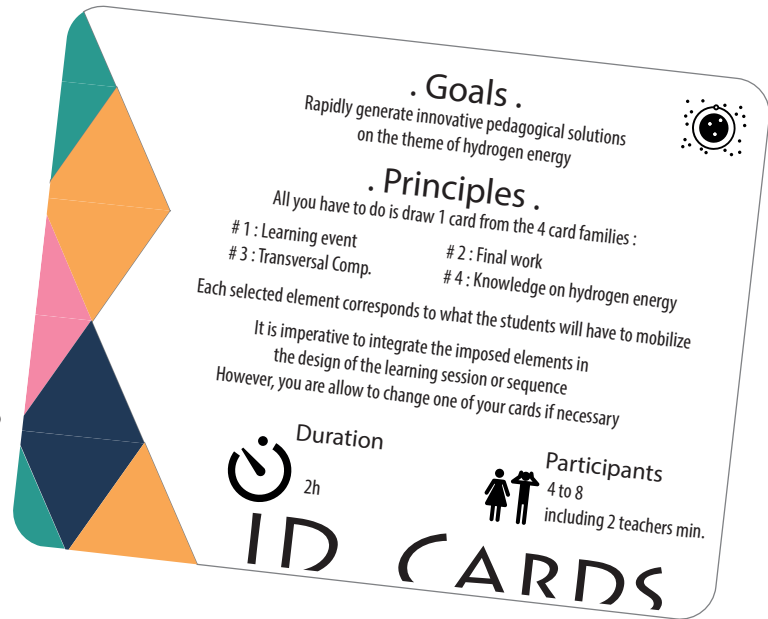 . Goals .
Rapidly generate innovative pedagogical solutions
on the theme of hydrogen energy
. Principles .
All you have to do is draw 1 card from the 4 card families :
# 1 : Learning event
# 2 : Final work
# 3 : Transversal Comp.
# 4 : Knowledge on hydrogen energy
Each selected element corresponds to what the students will have to mobilize
It is imperative to integrate the imposed elements in
the design of the learning session or sequence
However, you are allow to change one of your cards if necessary
Duration
2h
Participants
4 to 8
including 2 teachers min.
ID CARDS